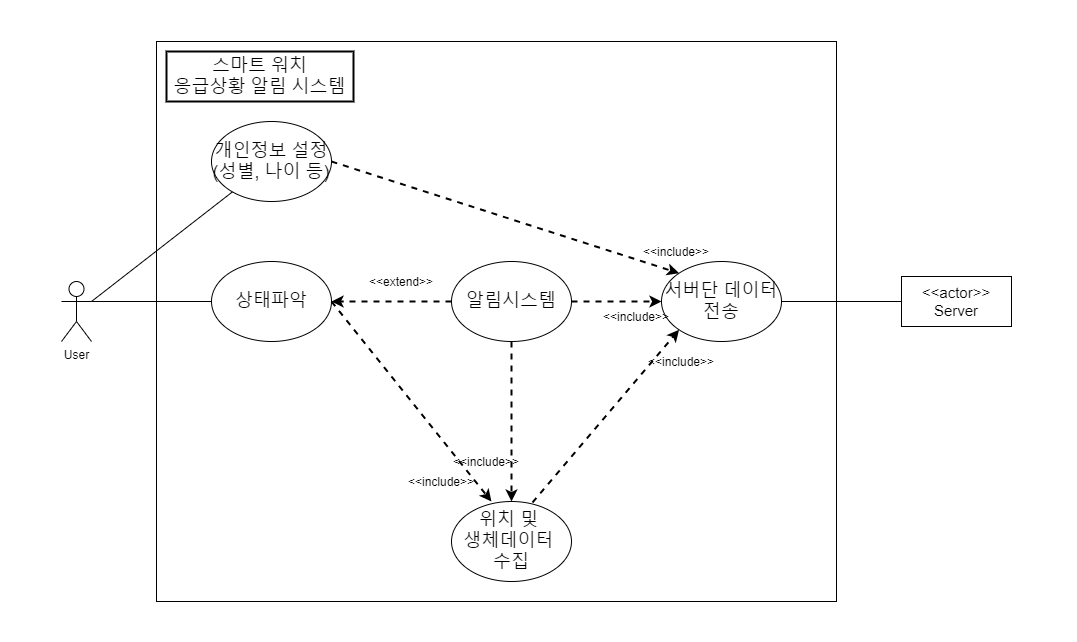 스마트 워치
응급상황 알림 시스템
개인정보 설정
(성별, 나이 등)
<<include>>
<<extend>>
상태파악
알림시스템
서버단 데이터
전송
<<include>>
<<actor>>
Server
User
<<include>>
<<include>>
<<include>>
위치 및
생체데이터
수집